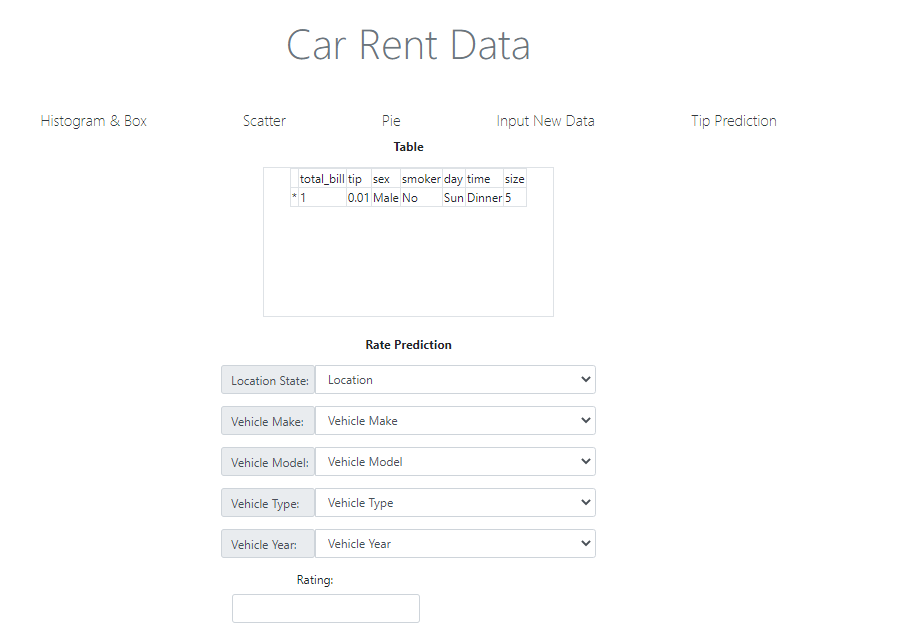 Car Rent Data
Histogram & Box Scatter Pie Input New Data Tip Prediction
Table
total_bill tip sex smoker day time size
* 1 0.01 Male No Sun Dinner 5
Rate Prediction
Location State: Location
Vehicle Make: Vehicle Make
Vehicle Model: Vehicle Model
Vehicle Type: Vehicle Type
Vehicle Year: Vehicle Year
Rating: